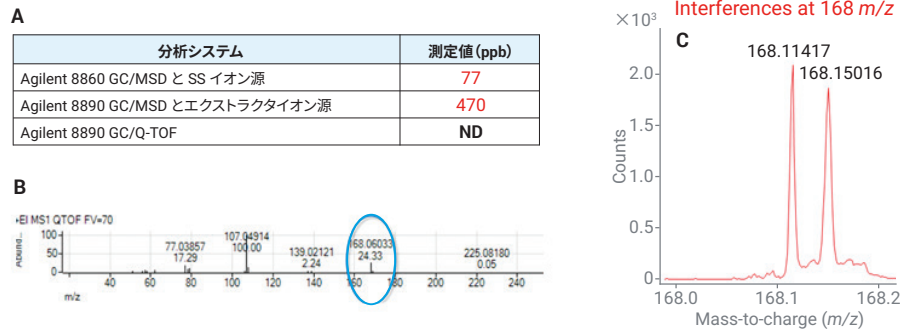 A
分析システム 測定値(ppb)
Agilent 8860 GC/MSD と SS イオン源 77
Agilent 8890 GC/MSD とエクストラクタイオン源 470
Agilent 8890 GC/Q-TOF ND
B
+EI MS1 QTOF FV=70
Abund...
100
50
0
77.03857
17.29
107.04914
100.00
139.02121
2.24
168.06033
24.33
225.08180
0.05
40 60 80 100 120 140 160 180 200 220 240
m/z
Interferences at 168 m/z
×10³
C
168.11417
168.15016
2.0
1.5
1.0
0.5
0
Counts
168.0 168.1 168.2
Mass-to-charge (m/z)